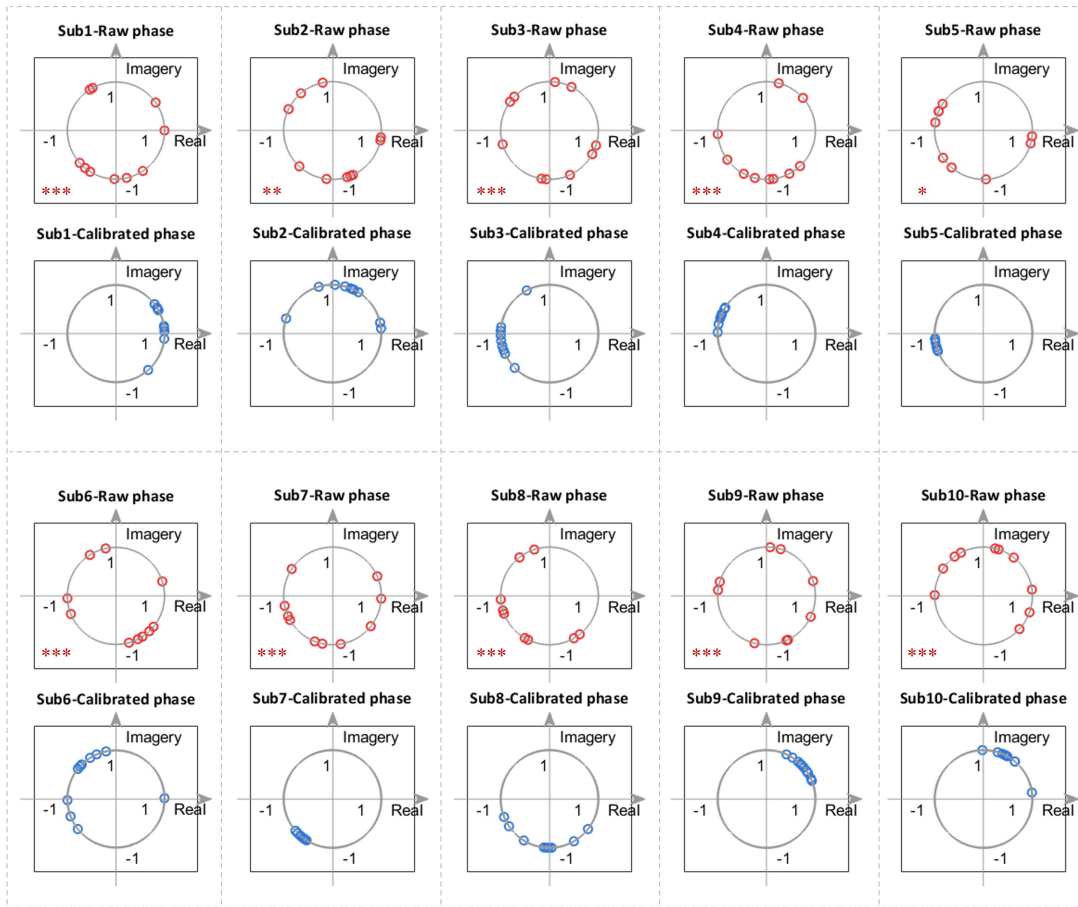 Sub1-Raw phase
Imagery
1
-1
1
Real
-1
***
Sub2-Raw phase
Imagery
1
-1
1
Real
-1
**
Sub3-Raw phase
Imagery
1
-1
1
Real
-1
***
Sub4-Raw phase
Imagery
1
-1
1
Real
-1
***
Sub5-Raw phase
Imagery
1
-1
1
Real
-1
*
Sub1-Calibrated phase
Imagery
1
-1
1
Real
-1
Sub2-Calibrated phase
Imagery
1
-1
1
Real
-1
Sub3-Calibrated phase
Imagery
1
-1
1
Real
-1
Sub4-Calibrated phase
Imagery
1
-1
1
Real
-1
Sub5-Calibrated phase
Imagery
1
-1
1
Real
-1
Sub6-Raw phase
Imagery
1
-1
1
Real
-1
***
Sub7-Raw phase
Imagery
1
-1
1
Real
-1
***
Sub8-Raw phase
Imagery
1
-1
1
Real
-1
***
Sub9-Raw phase
Imagery
1
-1
1
Real
-1
***
Sub10-Raw phase
Imagery
1
-1
1
Real
-1
***
Sub6-Calibrated phase
Imagery
1
-1
1
Real
-1
Sub7-Calibrated phase
Imagery
1
-1
1
Real
-1
Sub8-Calibrated phase
Imagery
1
-1
1
Real
-1
Sub9-Calibrated phase
Imagery
1
-1
1
Real
-1
Sub10-Calibrated phase
Imagery
1
-1
1
Real
-1